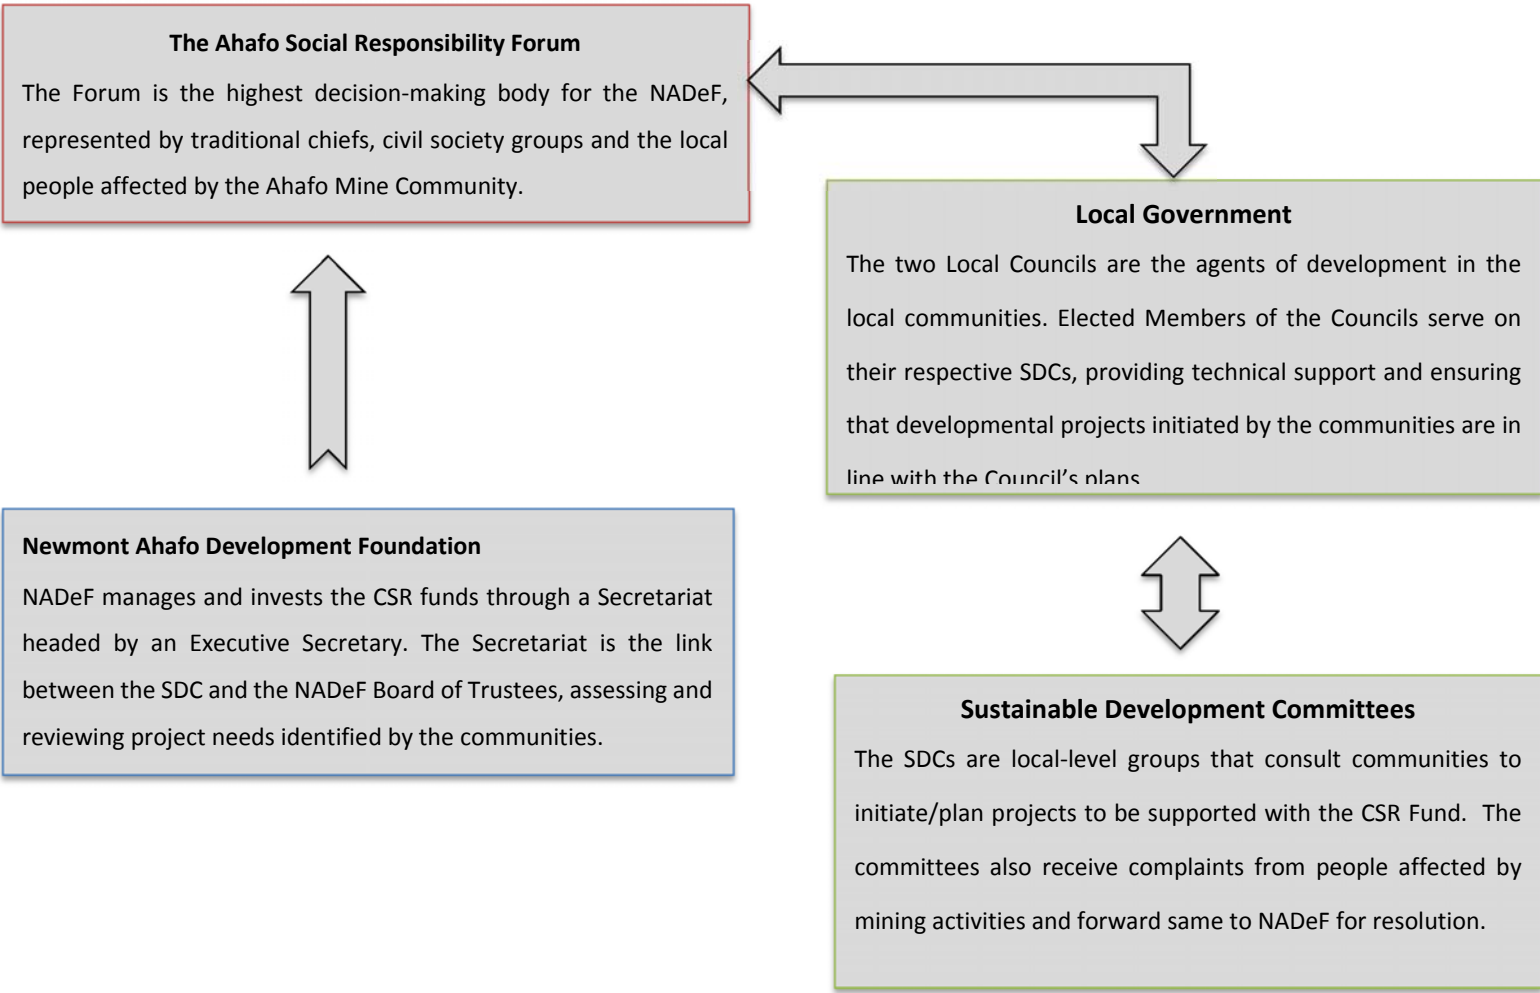 The Ahafo Social Responsibility Forum
The Forum is the highest decision-making body for the NADeF,
represented by traditional chiefs, civil society groups and the local
people affected by the Ahafo Mine Community.
Local Government
The two Local Councils are the agents of development in the
local communities. Elected Members of the Councils serve on
their respective SDCs, providing technical support and ensuring
that developmental projects initiated by the communities are in
line with the Council’s plans
Newmont Ahafo Development Foundation
NADeF manages and invests the CSR funds through a Secretariat
headed by an Executive Secretary. The Secretariat is the link
between the SDC and the NADeF Board of Trustees, assessing and
reviewing project needs identified by the communities.
Sustainable Development Committees
The SDCs are local-level groups that consult communities to
initiate/plan projects to be supported with the CSR Fund. The
committees also receive complaints from people affected by
mining activities and forward same to NADeF for resolution.